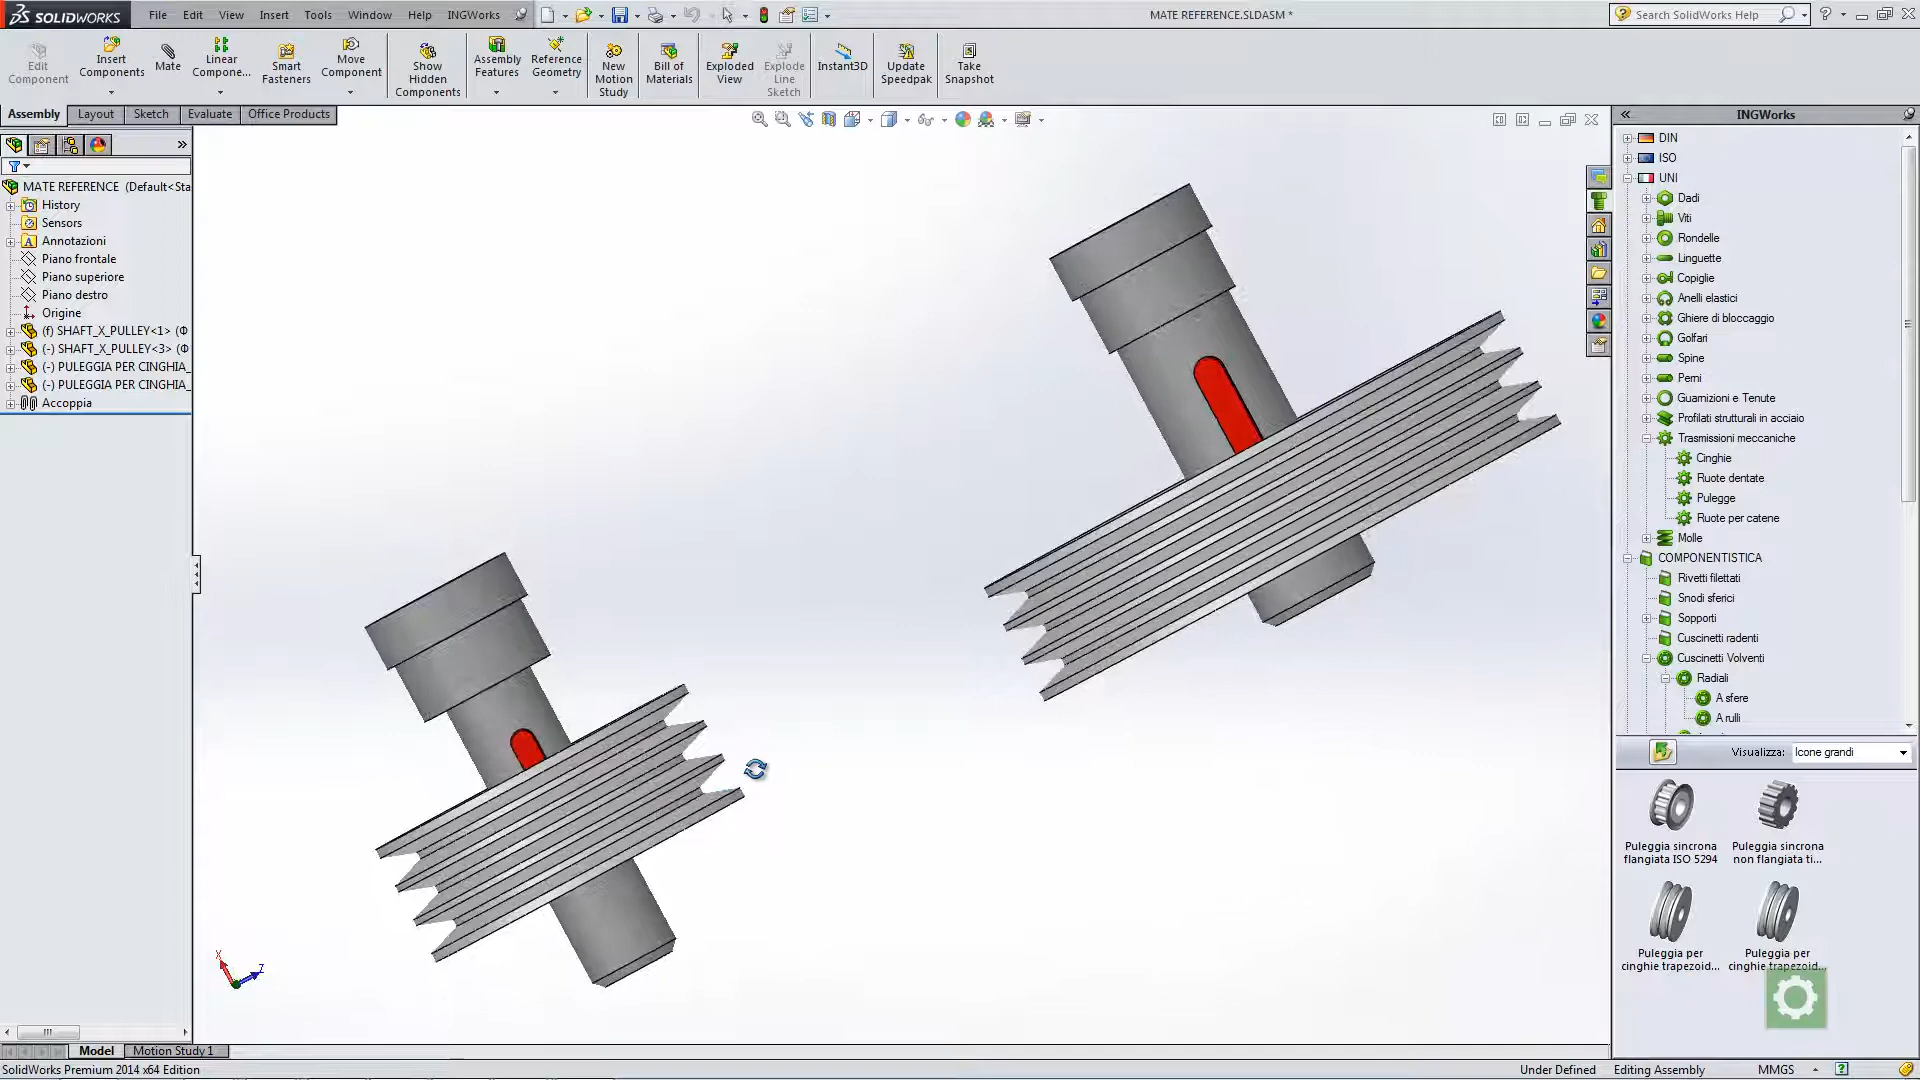 SOLIDWORKS
File Edit View Insert Tools Window Help INGWorks
MATE REFERENCE.SLDASM *
Search SolidWorks Help
Edit Component
Insert Components
Mate
Linear Compone...
Smart Fasteners
Move Component
Show Hidden Components
Assembly Features
Reference Geometry
New Motion Study
Bill of Materials
Exploded View
Explode Line Sketch
Instant3D
Update Speedpak
Take Snapshot
Assembly Layout Sketch Evaluate Office Products
MATE REFERENCE (Default<Sta
History
Sensors
Annotazioni
Piano frontale
Piano superiore
Piano destro
Origine
(f) SHAFT_X_PULLEY<1> (Φ
(-) SHAFT_X_PULLEY<3> (Φ
(-) PULEGGIA PER CINGHIA_
(-) PULEGGIA PER CINGHIA_
Accoppia
X
Z
INGWorks
DIN
ISO
UNI
Dadi
Viti
Rondelle
Linguette
Copiglie
Anelli elastici
Ghiere di bloccaggio
Golfari
Spine
Perni
Guarnizioni e Tenute
Profilati strutturali in acciaio
Trasmissioni meccaniche
Cinghie
Ruote dentate
Pulegge
Ruote per catene
Molle
COMPONENTISTICA
Rivetti filettati
Snodi sferici
Sopporti
Cuscinetti radenti
Cuscinetti Volventi
Radiali
A sfere
A rulli
Visualizza: Icone grandi
Puleggia sincrona
flangiata ISO 5294
Puleggia sincrona
non flangiata ti...
Puleggia per
cinghie trapezoid...
Puleggia per
cinghie trapezoid...
Model Motion Study 1
SolidWorks Premium 2014 x64 Edition
Under Defined Editing Assembly MMGS